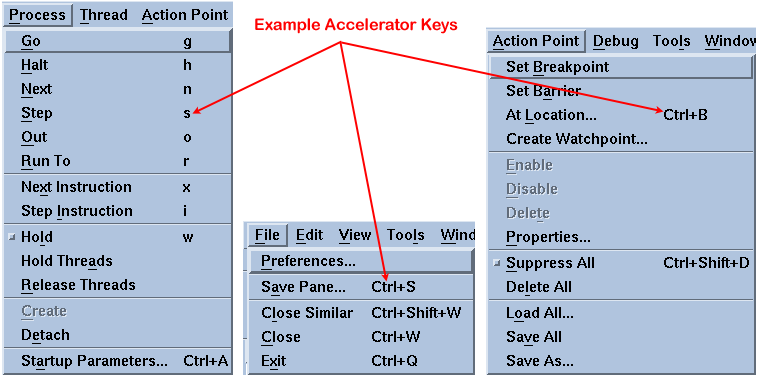 Example Accelerator Keys
Process Thread Action Point
Go g
Halt h
Next n
Step s
Out o
Run To r
Next Instruction x
Step Instruction i
Hold w
Hold Threads
Release Threads
Create
Detach
Startup Parameters... Ctrl+A
File Edit View Tools Wind
Preferences...
Save Pane... Ctrl+S
Close Similar Ctrl+Shift+W
Close Ctrl+W
Exit Ctrl+Q
Action Point Debug Tools Window
Set Breakpoint
Set Barrier
At Location... Ctrl+B
Create Watchpoint...
Enable
Disable
Delete
Properties...
Suppress All Ctrl+Shift+D
Delete All
Load All...
Save All
Save As...